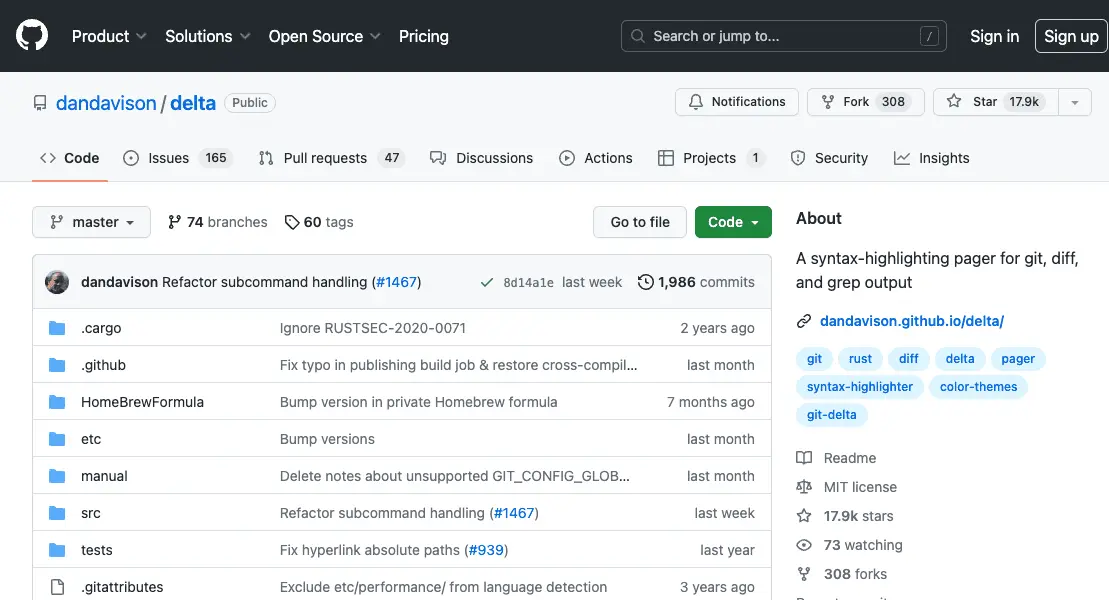 Product Solutions Open Source Pricing Search or jump to... / Sign in Sign up
dandavison / delta Public Notifications Fork 308 Star 17.9k
Code Issues 165 Pull requests 47 Discussions Actions Projects 1 Security Insights
master 74 branches 60 tags Go to file Code
dandavison Refactor subcommand handling (#1467) 8d14a1e last week 1,986 commits
.cargo Ignore RUSTSEC-2020-0071 2 years ago
.github Fix typo in publishing build job & restore cross-compil... last month
HomeBrewFormula Bump version in private Homebrew formula 7 months ago
etc Bump versions last month
manual Delete notes about unsupported GIT_CONFIG_GLOB... last month
src Refactor subcommand handling (#1467) last week
tests Fix hyperlink absolute paths (#939) last year
.gitattributes Exclude etc/performance/ from language detection 3 years ago
About
A syntax-highlighting pager for git, diff,
and grep output
dandavison.github.io/delta/
git rust diff delta pager
syntax-highlighter color-themes
git-delta
Readme
MIT license
17.9k stars
73 watching
308 forks